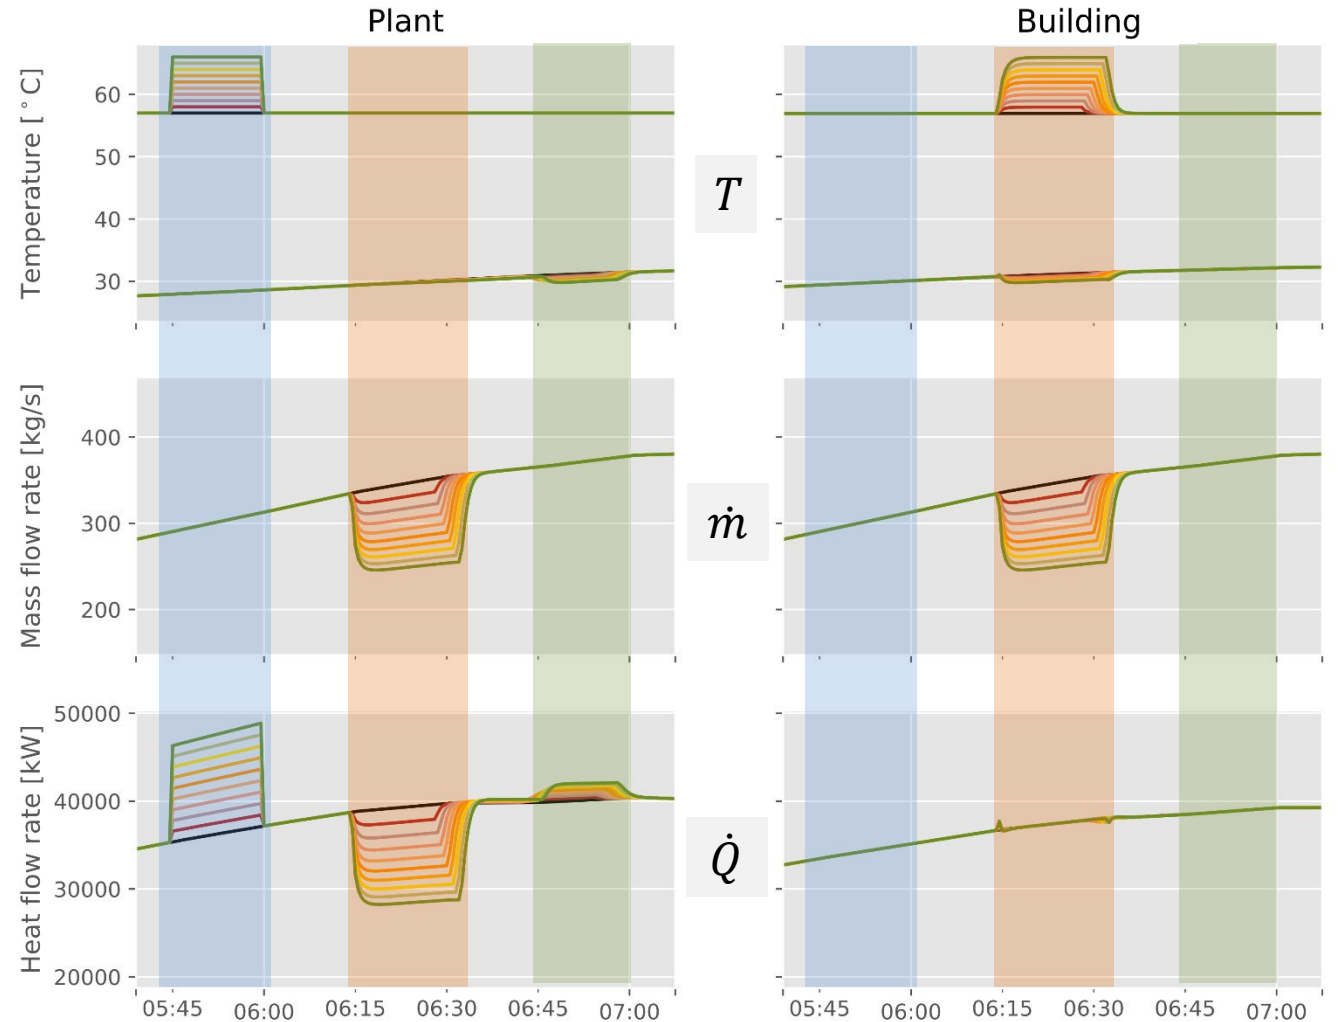 Plant
Building
Temperature [°C]
60
50
40
30
T
Mass flow rate [kg/s]
400
300
200
ṁ
Heat flow rate [kW]
50000
40000
30000
20000
Q̇
05:45 06:00 06:15 06:30 06:45 07:00
05:45 06:00 06:15 06:30 06:45 07:00